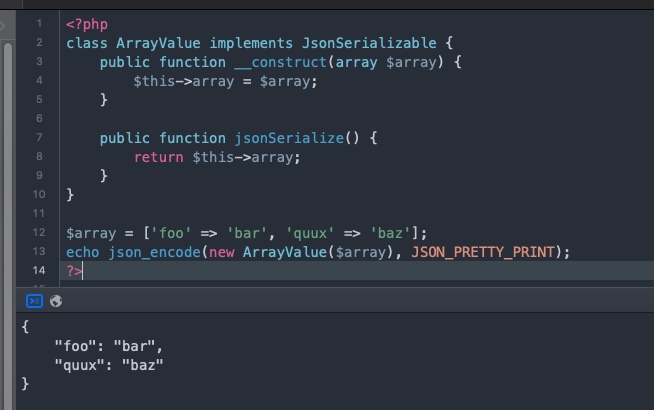 1 <?php
2 class ArrayValue implements JsonSerializable {
3     public function __construct(array $array) {
4         $this->array = $array;
5     }
6
7     public function jsonSerialize() {
8         return $this->array;
9     }
10 }
11
12 $array = ['foo' => 'bar', 'quux' => 'baz'];
13 echo json_encode(new ArrayValue($array), JSON_PRETTY_PRINT);
14 ?>
{
    "foo": "bar",
    "quux": "baz"
}